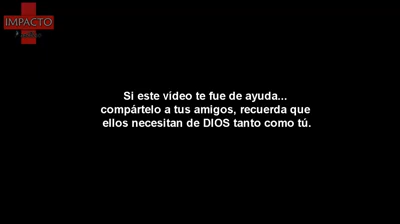 IMPACTO
Si este vídeo te fue de ayuda...
compártelo a tus amigos, recuerda que
ellos necesitan de DIOS tanto como tú.